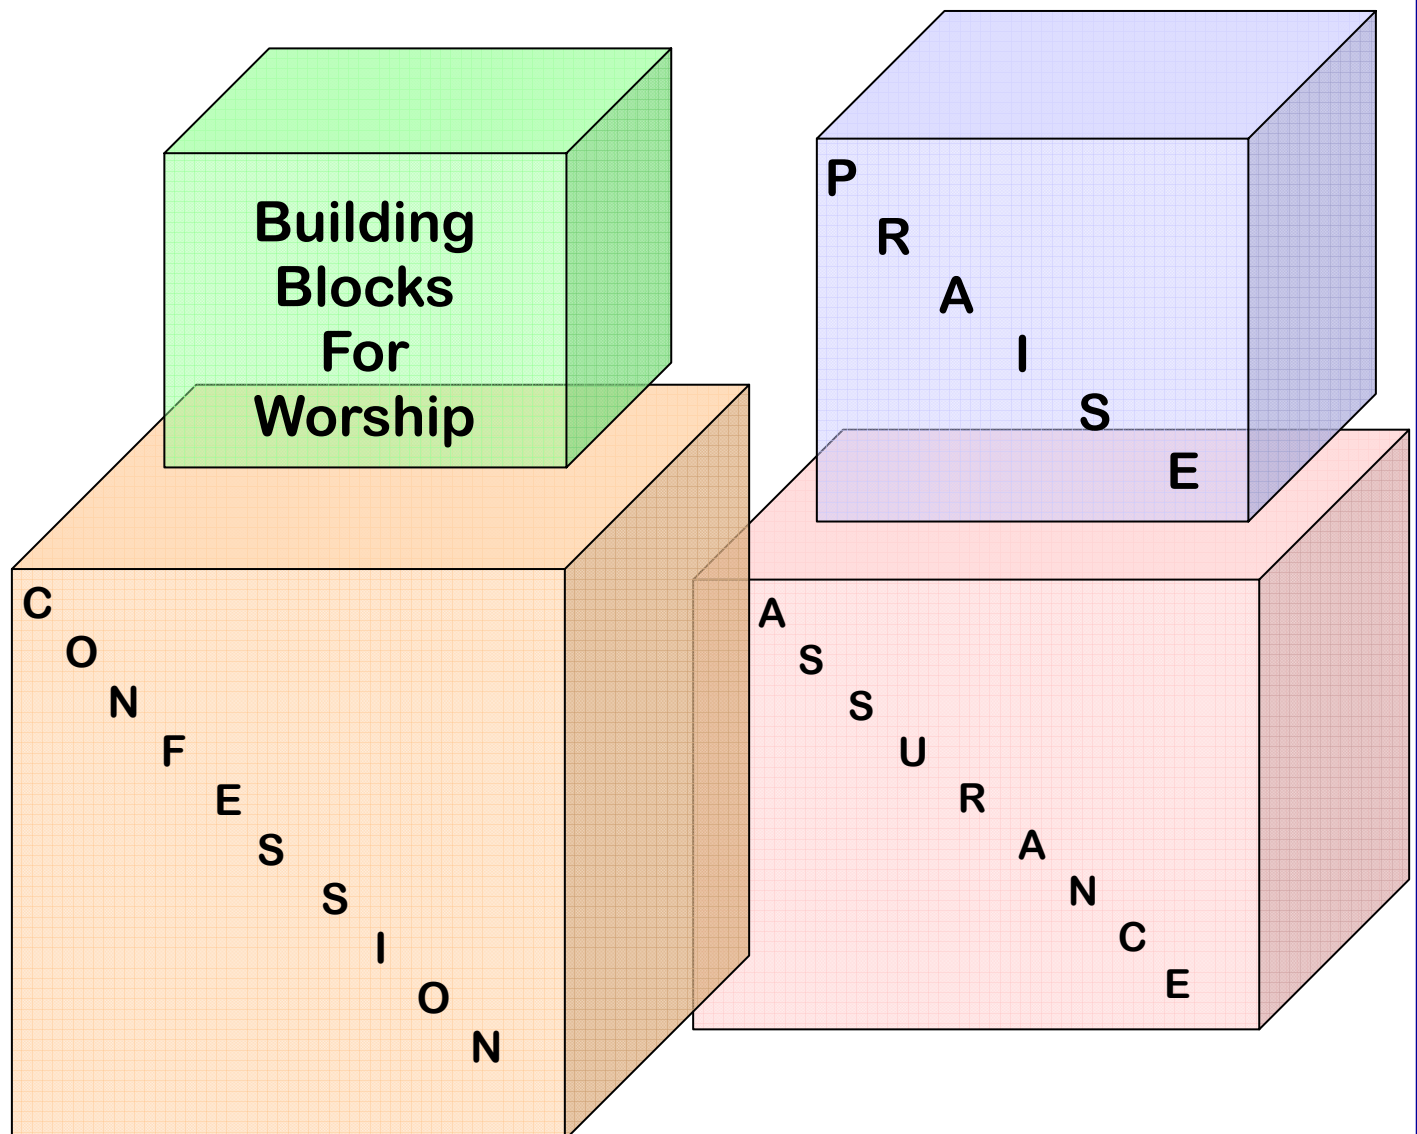 Building
Blocks
For
Worship
PRAISE
CONFESSION
ASSURANCE